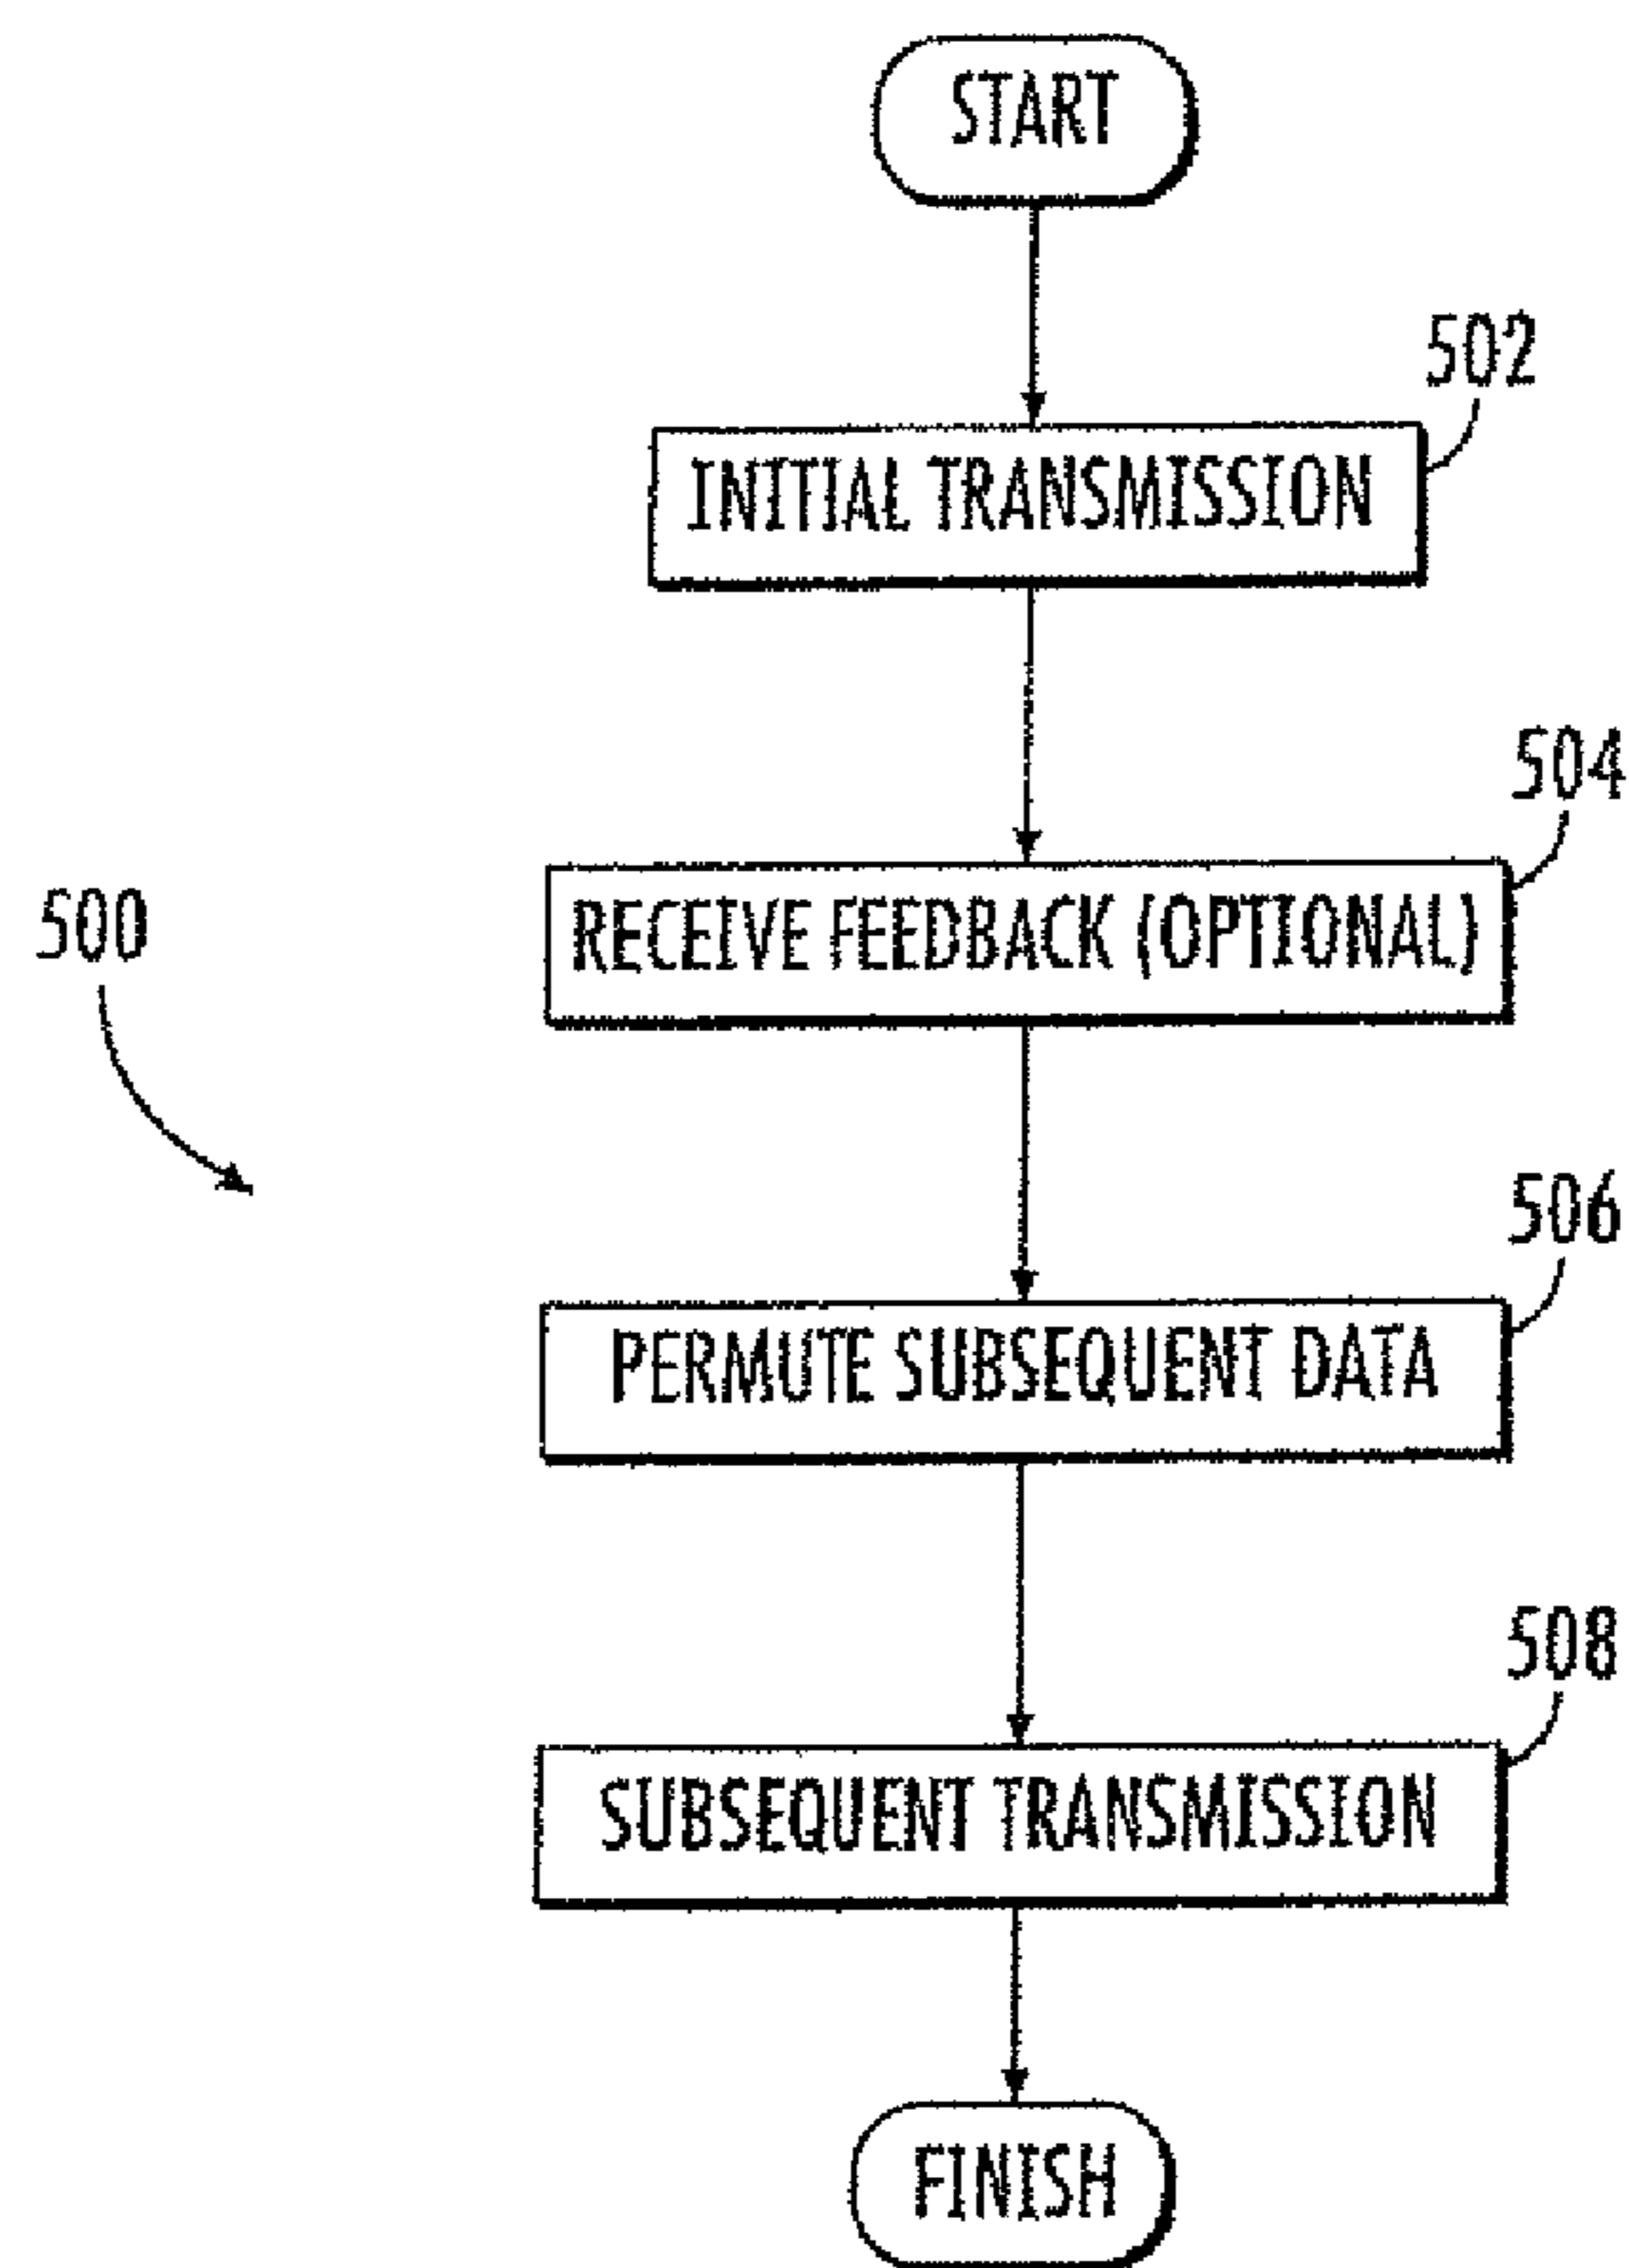 START
502
INITIAL TRANSMISSION
504
RECEIVE FEEDBACK (OPTIONAL)
500
506
PERMUTE SUBSEQUENT DATA
508
SUBSEQUENT TRANSMISSION
FINISH